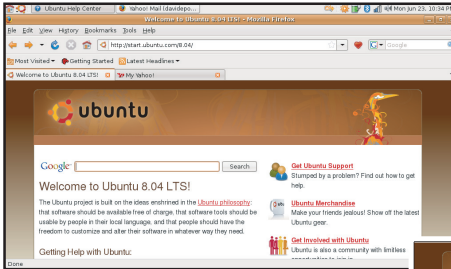 Ubuntu Help Center Yahoo! Mail (davidepo... Mon Jun 23, 10:34 PM
Welcome to Ubuntu 8.04 LTS! - Mozilla Firefox
File Edit View History Bookmarks Tools Help
http://start.ubuntu.com/8.04/ Google
Most Visited Getting Started Latest Headlines
Welcome to Ubuntu 8.04 LTS! My Yahoo!
ubuntu
Google Search
Get Ubuntu Support
Stumped by a problem? Find out how to get
help.
Welcome to Ubuntu 8.04 LTS!
The Ubuntu project is built on the ideas enshrined in the Ubuntu philosophy:
that software should be available free of charge, that software tools should be
usable by people in their local language, and that people should have the
freedom to customize and alter their software in whatever way they need.
Ubuntu Merchandise
Make your friends jealous! Show off the latest
Ubuntu gear.
Getting Help with Ubuntu:
Get Involved with Ubuntu
Ubuntu is also a community with limitless
opportunities to join in
Done